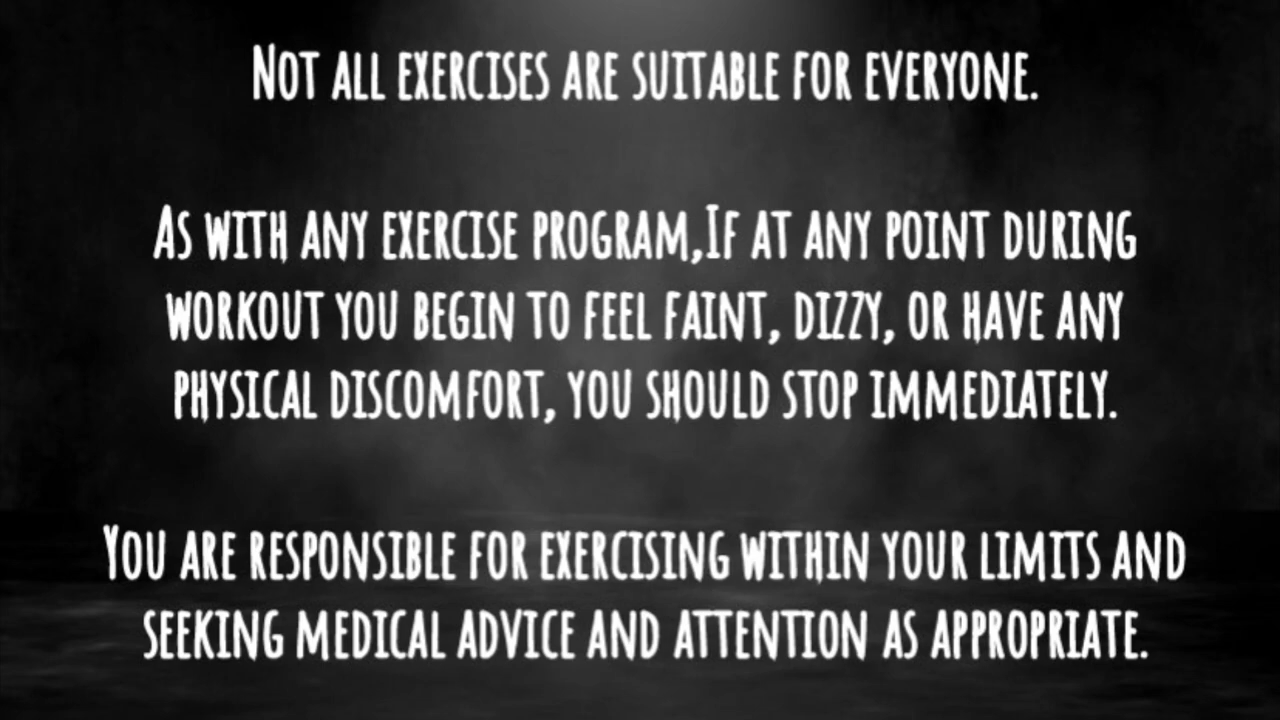 Not all exercises are suitable for everyone.
As with any exercise program,If at any point during
workout you begin to feel faint, dizzy, or have any
physical discomfort, you should stop immediately.
You are responsible for exercising within your limits and
seeking medical advice and attention as appropriate.